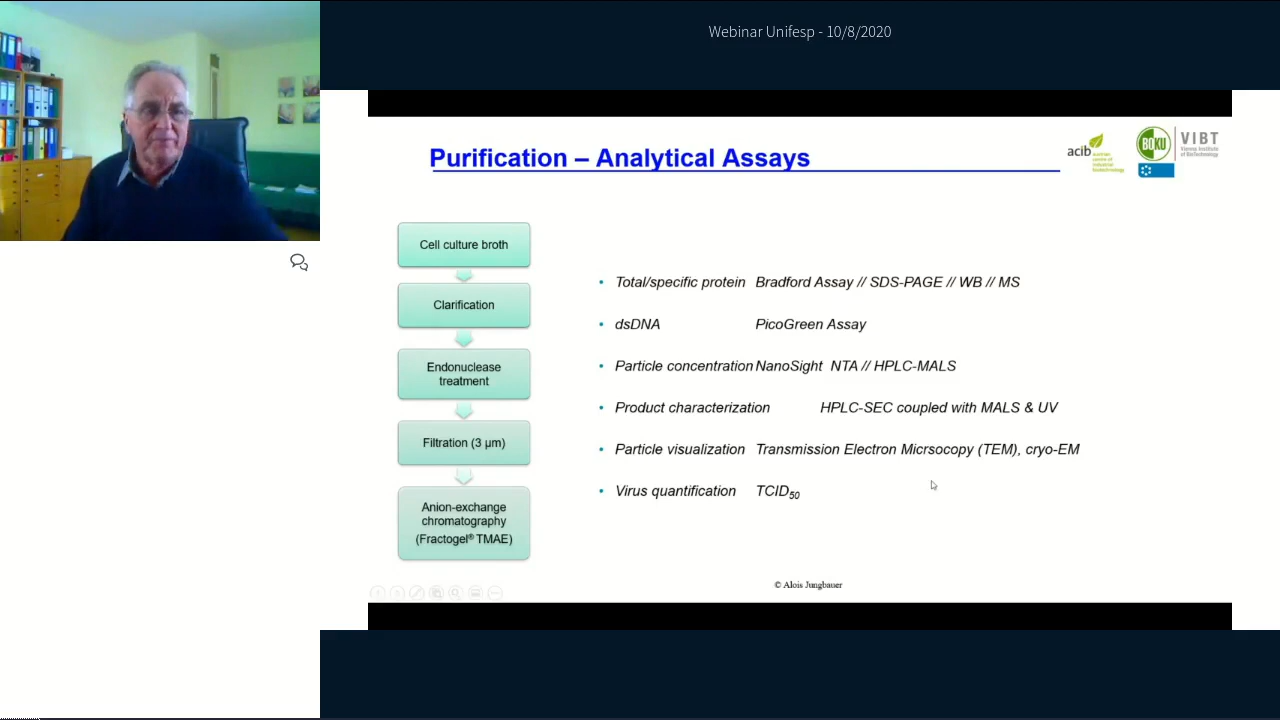 Webinar Unifesp - 10/8/2020
Purification – Analytical Assays
acib
BOKU
VIBT
Cell culture broth
Clarification
Endonuclease
treatment
Filtration (3 µm)
Anion-exchange
chromatography
(Fractogel® TMAE)
• Total/specific protein Bradford Assay // SDS-PAGE // WB // MS
• dsDNA PicoGreen Assay
• Particle concentration NanoSight NTA // HPLC-MALS
• Product characterization HPLC-SEC coupled with MALS & UV
• Particle visualization Transmission Electron Micrsocopy (TEM), cryo-EM
• Virus quantification TCID50
© Alois Jungbauer